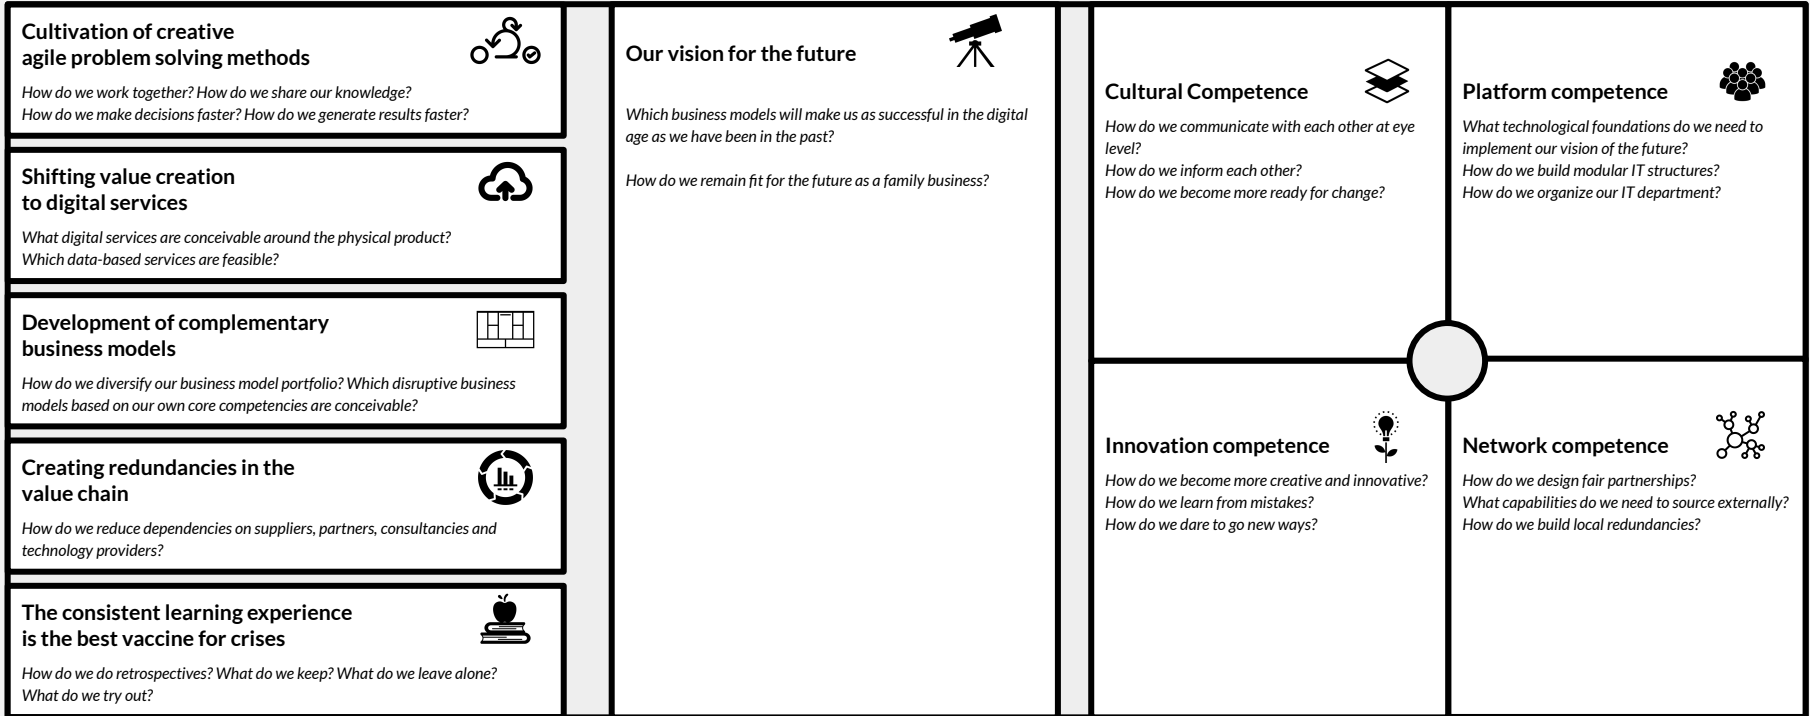 Cultivation of creative
agile problem solving methods
How do we work together? How do we share our knowledge?
How do we make decisions faster? How do we generate results faster?
Shifting value creation
to digital services
What digital services are conceivable around the physical product?
Which data-based services are feasible?
Development of complementary
business models
How do we diversify our business model portfolio? Which disruptive business
models based on our own core competencies are conceivable?
Creating redundancies in the
value chain
How do we reduce dependencies on suppliers, partners, consultancies and
technology providers?
The consistent learning experience
is the best vaccine for crises
How do we do retrospectives? What do we keep? What do we leave alone?
What do we try out?
Our vision for the future
Which business models will make us as successful in the digital
age as we have been in the past?
How do we remain fit for the future as a family business?
Cultural Competence
How do we communicate with each other at eye
level?
How do we inform each other?
How do we become more ready for change?
Platform competence
What technological foundations do we need to
implement our vision of the future?
How do we build modular IT structures?
How do we organize our IT department?
Innovation competence
How do we become more creative and innovative?
How do we learn from mistakes?
How do we dare to go new ways?
Network competence
How do we design fair partnerships?
What capabilities do we need to source externally?
How do we build local redundancies?